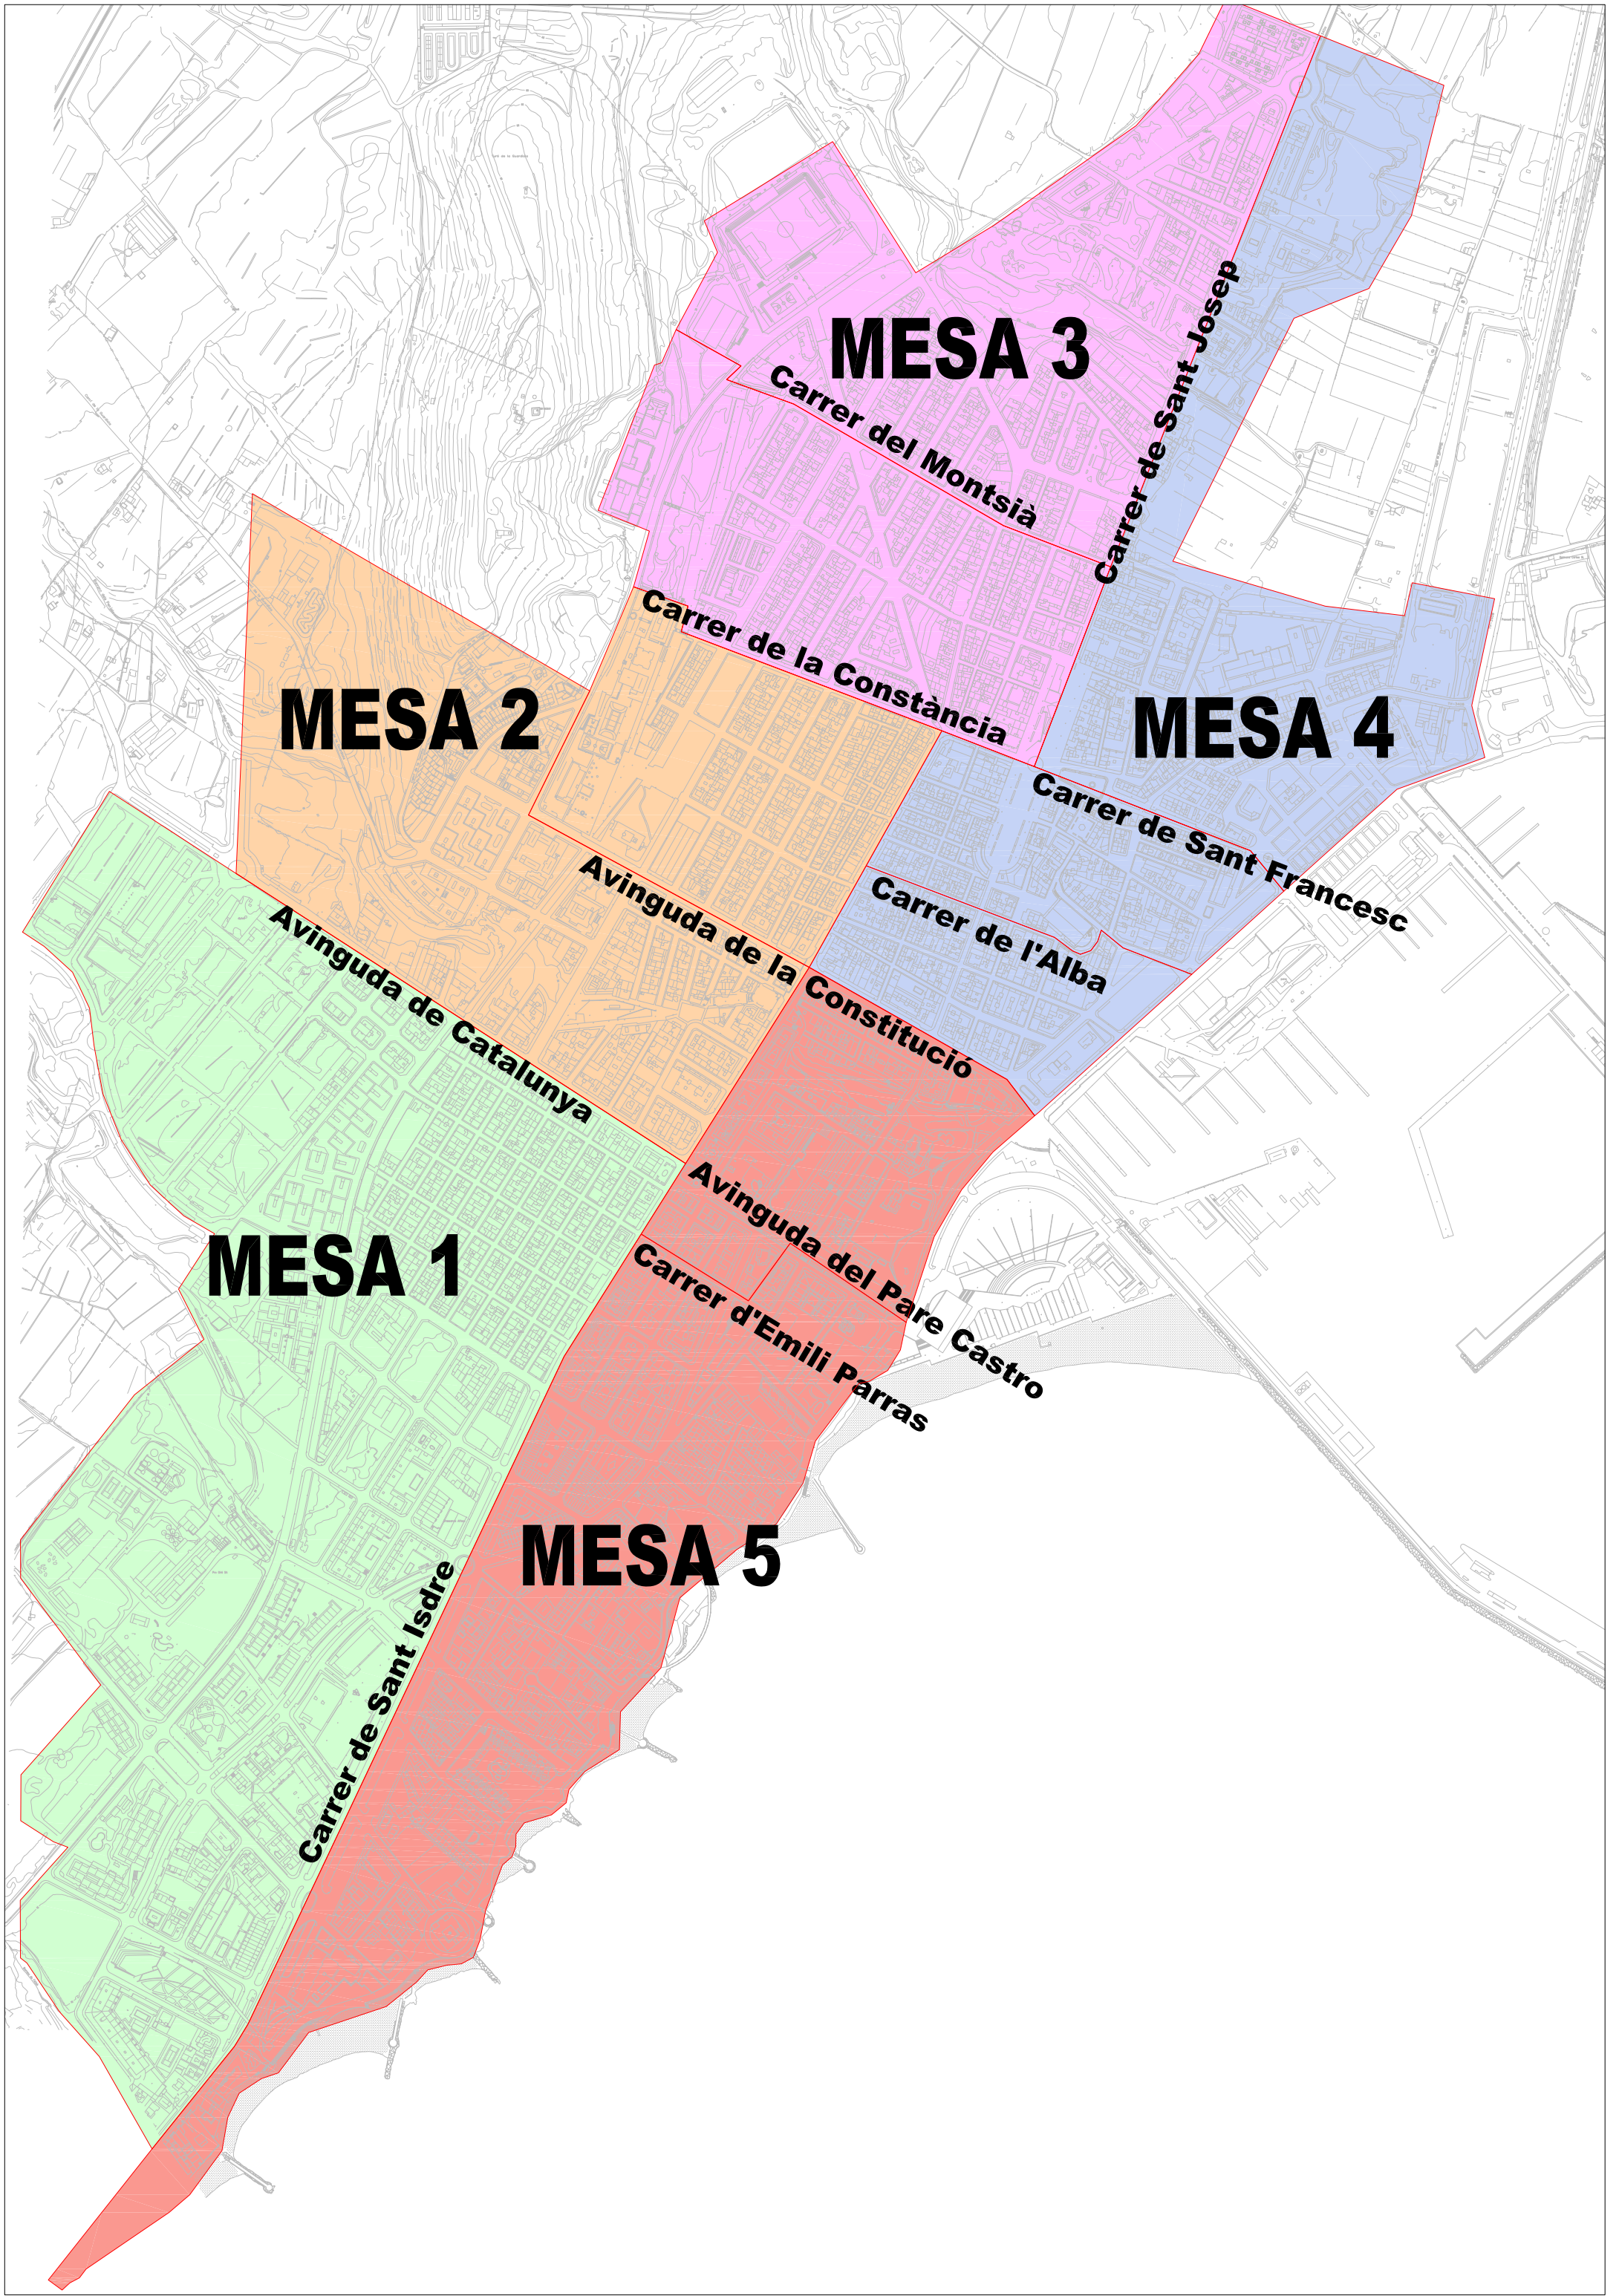 MESA 3
Carrer de Sant Josep
Carrer del Montsià
Carrer de la Constància
MESA 2
MESA 4
Carrer de Sant Francesc
Avinguda de la Constitució
Carrer de l'Alba
Avinguda de Catalunya
Avinguda del Pare Castro
MESA 1
Carrer d'Emili Parras
MESA 5
Carrer de Sant Isdre